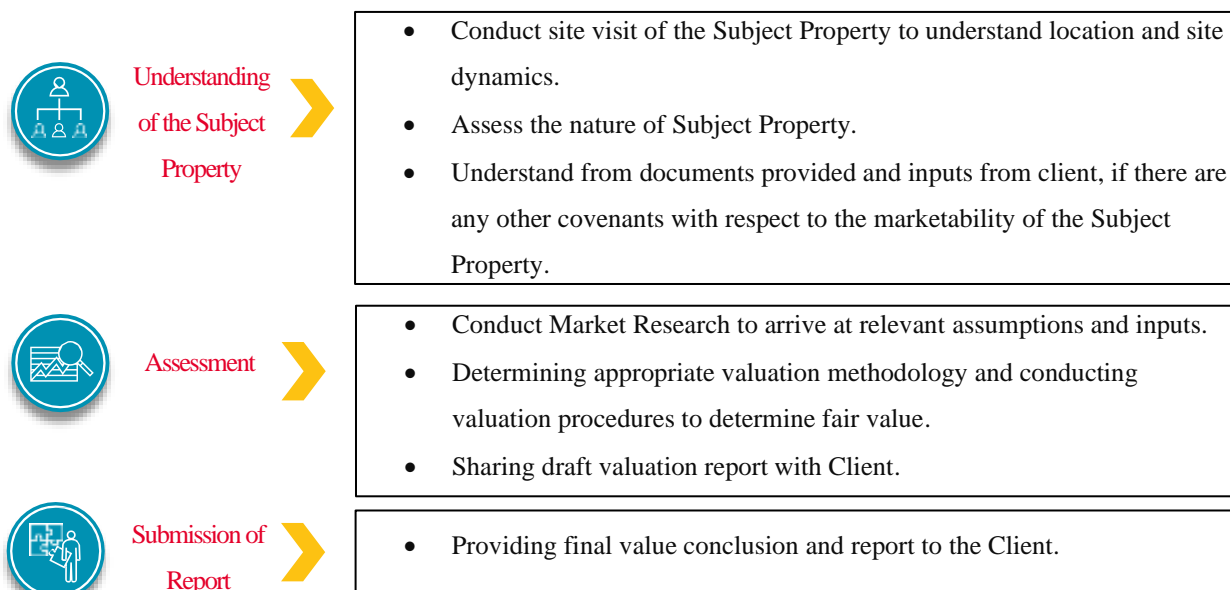 Understanding
of the Subject
Property
• Conduct site visit of the Subject Property to understand location and site
dynamics.
• Assess the nature of Subject Property.
• Understand from documents provided and inputs from client, if there are
any other covenants with respect to the marketability of the Subject
Property.
Assessment
• Conduct Market Research to arrive at relevant assumptions and inputs.
• Determining appropriate valuation methodology and conducting
valuation procedures to determine fair value.
• Sharing draft valuation report with Client.
Submission of
Report
• Providing final value conclusion and report to the Client.